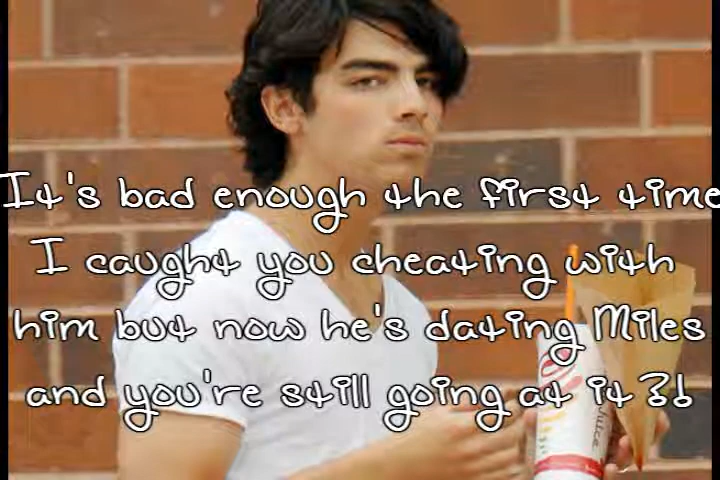 It's bad enough the first time
I caught you cheating with
him but now he's dating Miles
and you're still going at it?!
Juice